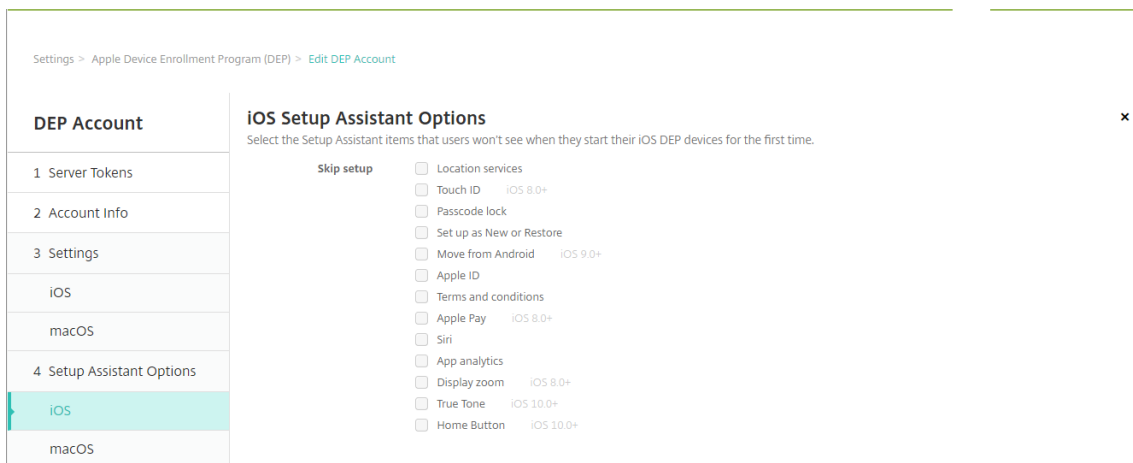 Settings > Apple Device Enrollment Program (DEP) > Edit DEP Account
DEP Account
1 Server Tokens
2 Account Info
3 Settings
iOS
macOS
4 Setup Assistant Options
iOS
macOS
iOS Setup Assistant Options
Select the Setup Assistant items that users won't see when they start their iOS DEP devices for the first time.
Skip setup
Location services
Touch ID iOS 8.0+
Passcode lock
Set up as New or Restore
Move from Android iOS 9.0+
Apple ID
Terms and conditions
Apple Pay iOS 8.0+
Siri
App analytics
Display zoom iOS 8.0+
True Tone iOS 10.0+
Home Button iOS 10.0+